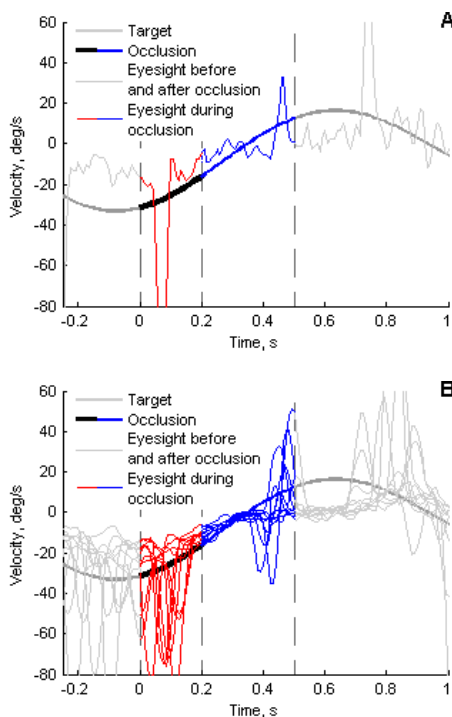 A
60
40
20
0
-20
-40
-60
-80
Velocity, deg/s
Target
Occlusion
Eyesight before
and after occlusion
Eyesight during
occlusion
-0.2
0
0.2
0.4
0.6
0.8
1
Time, s
B
60
40
20
0
-20
-40
-60
-80
Velocity, deg/s
Target
Occlusion
Eyesight before
and after occlusion
Eyesight during
occlusion
-0.2
0
0.2
0.4
0.6
0.8
1
Time, s